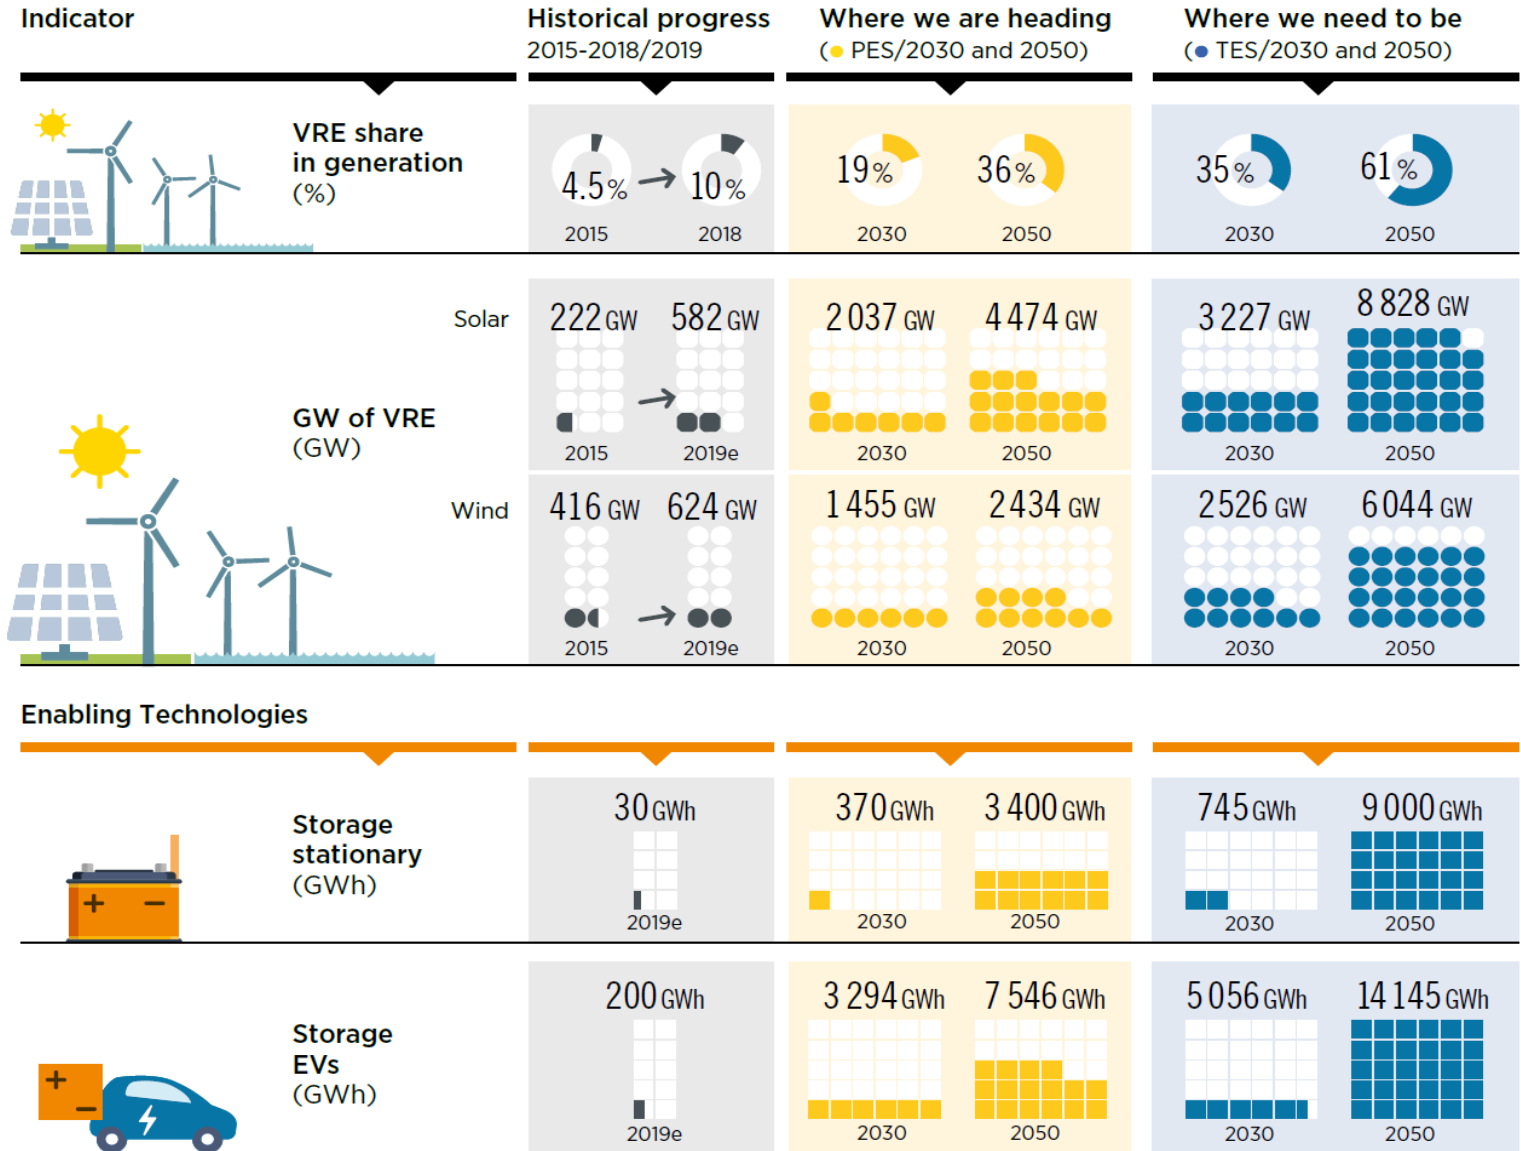 Indicator
Historical progress
2015-2018/2019
Where we are heading
(● PES/2030 and 2050)
Where we need to be
(● TES/2030 and 2050)
VRE share
in generation
(%)
4.5% 10% 19% 36% 35% 61%
2015 2018 2030 2050 2030 2050
Solar
222 GW 582 GW 2 037 GW 4 474 GW 3 227 GW 8 828 GW
2015 2019e 2030 2050 2030 2050
GW of VRE
(GW)
Wind
416 GW 624 GW 1 455 GW 2 434 GW 2 526 GW 6 044 GW
2015 2019e 2030 2050 2030 2050
Enabling Technologies
Storage
stationary
(GWh)
30 GWh 370 GWh 3 400 GWh 745 GWh 9 000 GWh
2019e 2030 2050 2030 2050
Storage
EVs
(GWh)
200 GWh 3 294 GWh 7 546 GWh 5 056 GWh 14 145 GWh
2019e 2030 2050 2030 2050